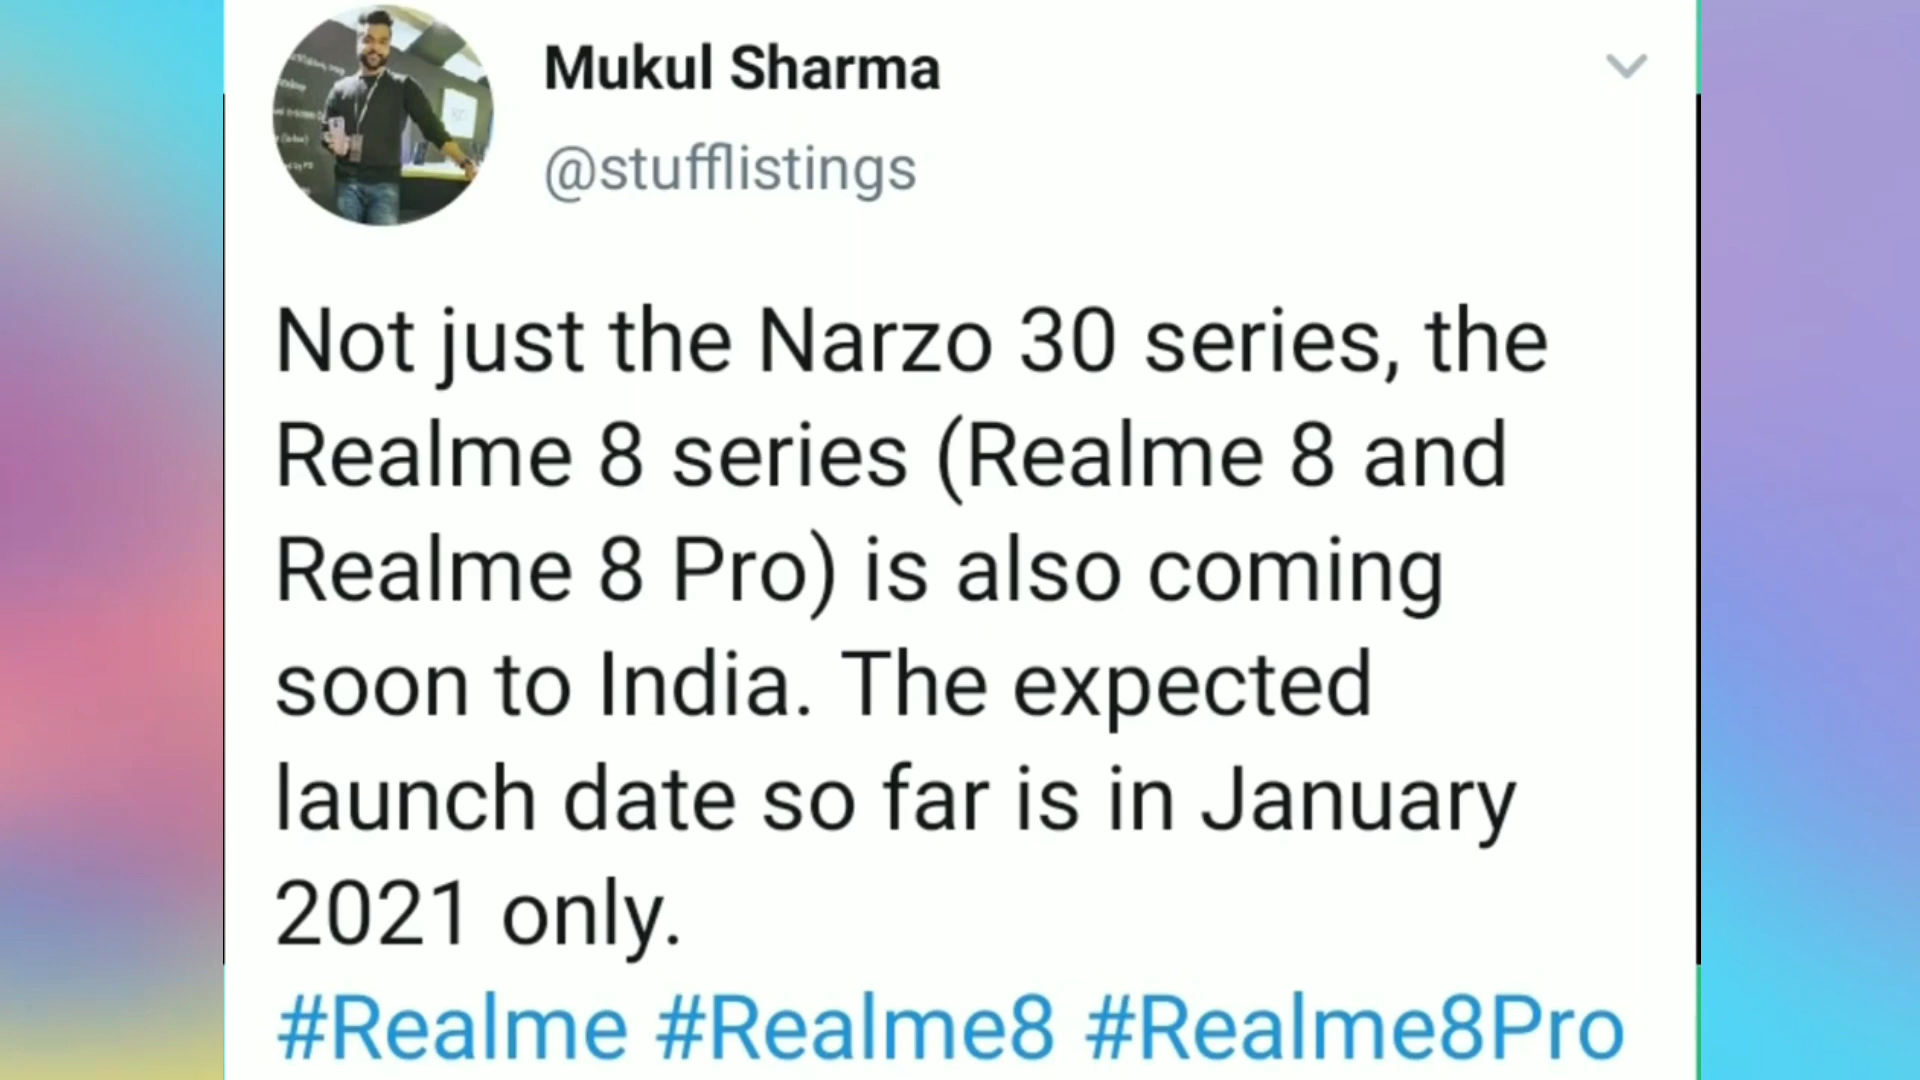 Mukul Sharma
@stufflistings
Not just the Narzo 30 series, the
Realme 8 series (Realme 8 and
Realme 8 Pro) is also coming
soon to India. The expected
launch date so far is in January
2021 only.
#Realme #Realme8 #Realme8Pro